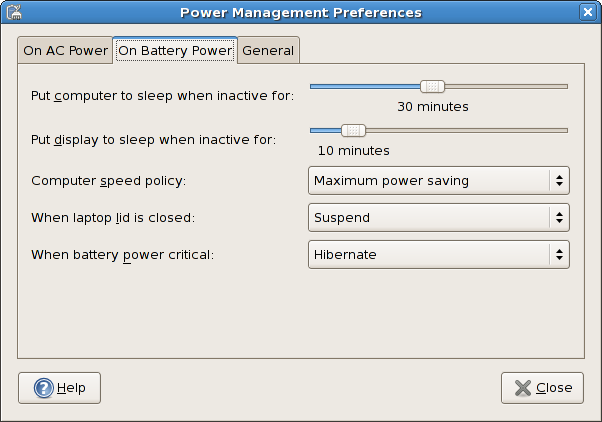 Power Management Preferences
On AC Power On Battery Power General
Put computer to sleep when inactive for:
30 minutes
Put display to sleep when inactive for:
10 minutes
Computer speed policy: Maximum power saving
When laptop lid is closed: Suspend
When battery power critical: Hibernate
Help Close